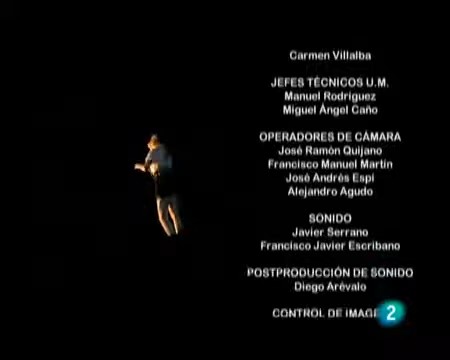 Carmen Villalba
JEFES TÉCNICOS U.M.
Manuel Rodríguez
Miguel Ángel Caño
OPERADORES DE CÁMARA
José Ramón Quijano
Francisco Manuel Martín
José Andrés Espí
Alejandro Agudo
SONIDO
Javier Serrano
Francisco Javier Escribano
POSTPRODUCCIÓN DE SONIDO
Diego Arévalo
CONTROL DE IMAGE
2